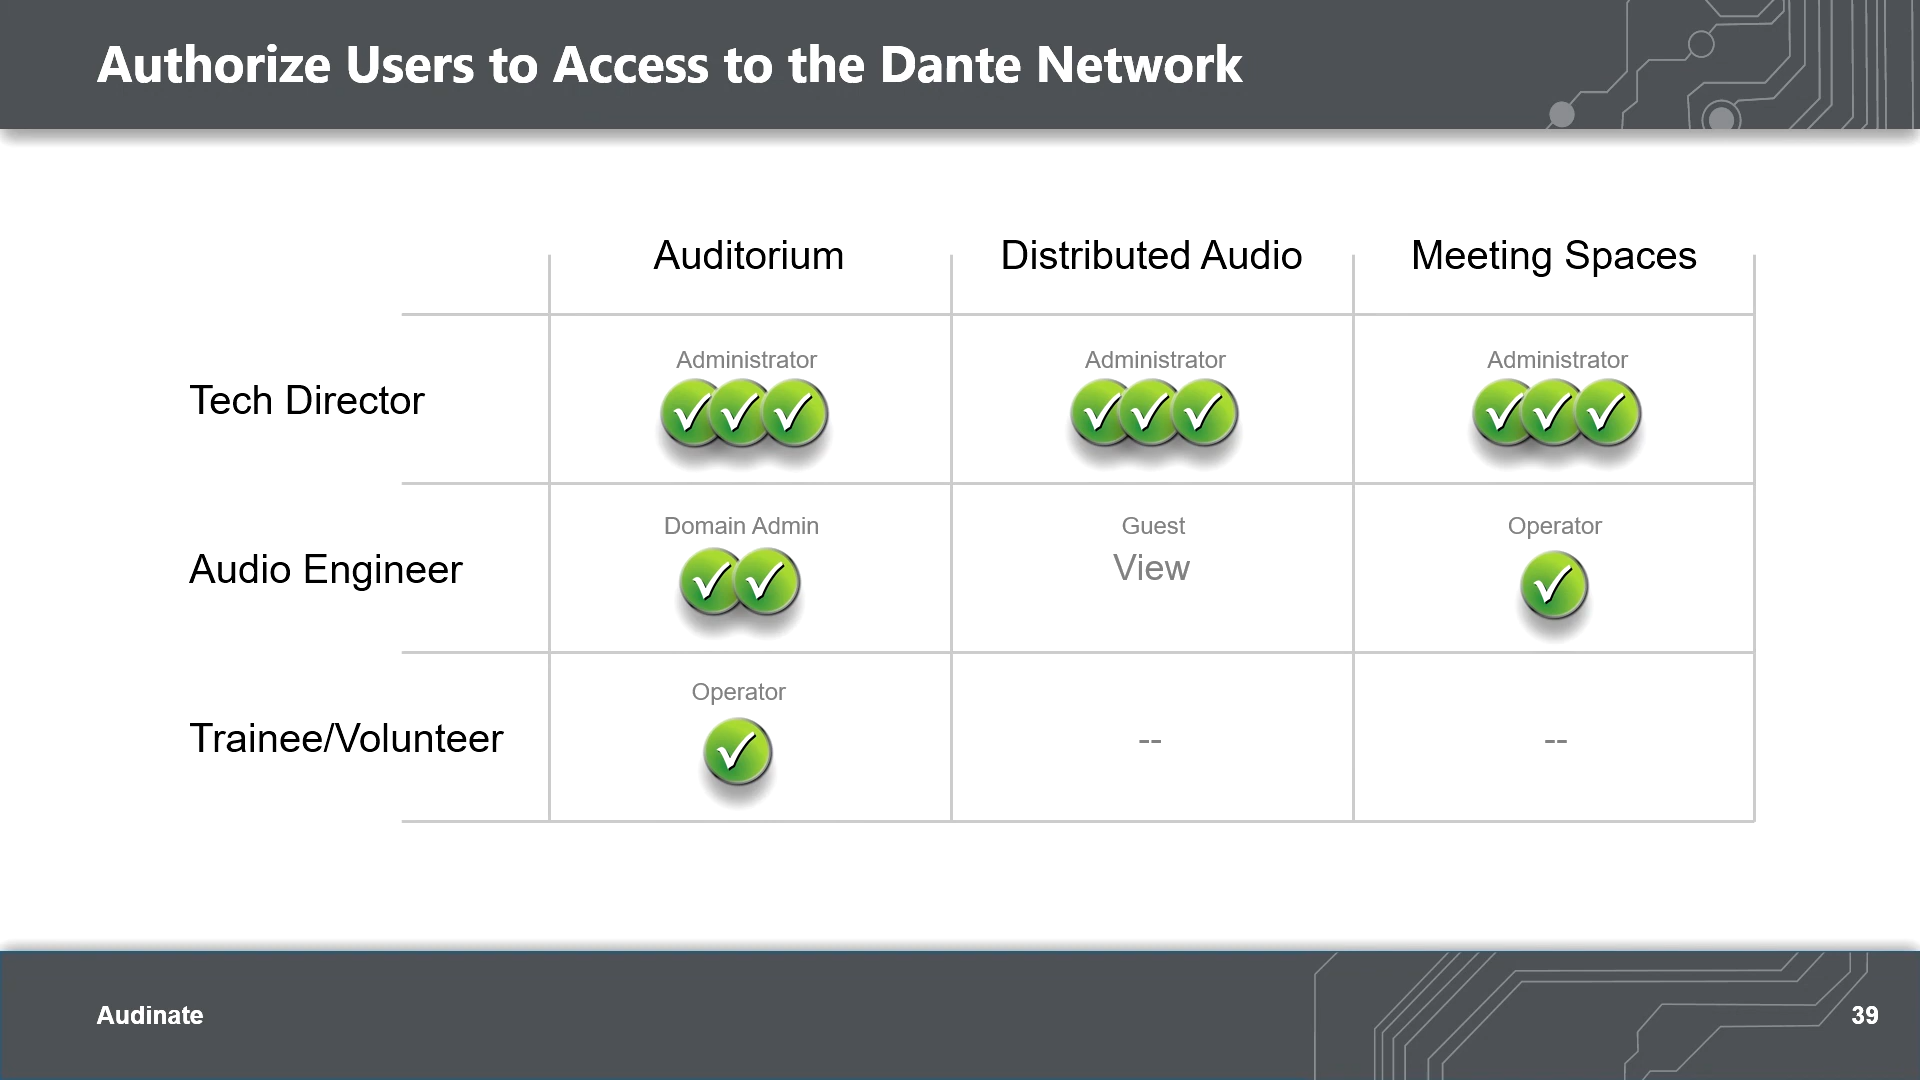 Authorize Users to Access to the Dante Network
Auditorium Distributed Audio Meeting Spaces
Administrator Administrator Administrator
Tech Director
Domain Admin Guest Operator
Audio Engineer View
Operator
Trainee/Volunteer -- --
Audinate 39